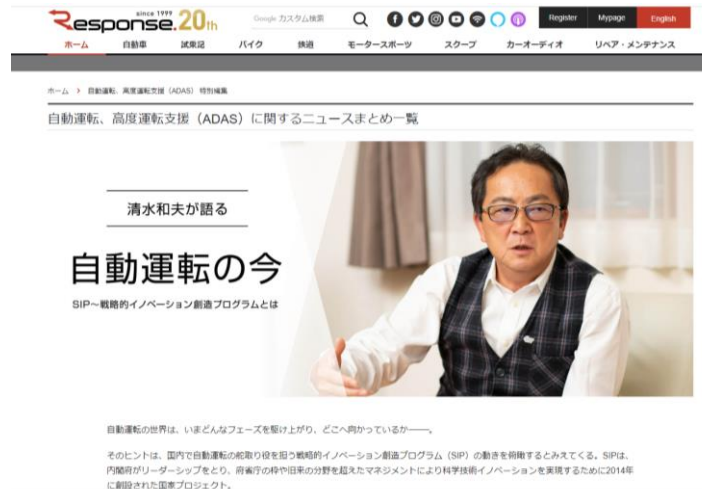 Response. since 1999 20th
Google カスタム検索
Register Mypage English
ホーム 自動車 試乗記 バイク 鉄道 モータースポーツ スクープ カーオーディオ リペア・メンテナンス
ホーム > 自動運転、高度運転支援（ADAS） 特別編集
自動運転、高度運転支援（ADAS）に関するニュースまとめ一覧
清水和夫が語る
自動運転の今
SIP～戦略的イノベーション創造プログラムとは
自動運転の世界は、いまどんなフェーズを駆け上がり、どこへ向かっているか――。
そのヒントは、国内で自動運転の舵取り役を担う戦略的イノベーション創造プログラム（SIP）の動きを俯瞰するとみえてくる。SIPは、
内閣府がリーダーシップをとり、府省庁の枠や旧来の分野を超えたマネジメントにより科学技術イノベーションを実現するために2014年
に創設された国家プロジェクト。